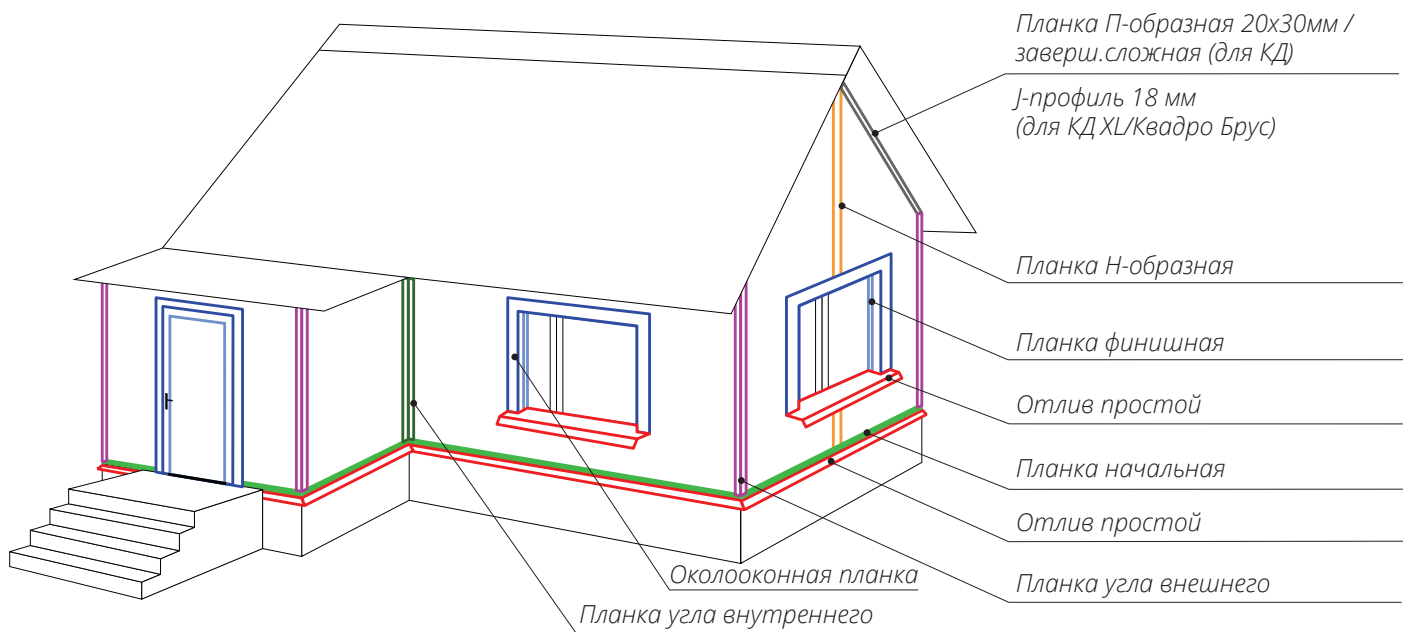 Планка П-образная 20х30мм /
заверш.сложная (для КД)
J-профиль 18 мм
(для КД XL/Квадро Брус)
Планка Н-образная
Планка финишная
Отлив простой
Планка начальная
Отлив простой
Планка угла внешнего
Околооконная планка
Планка угла внутреннего